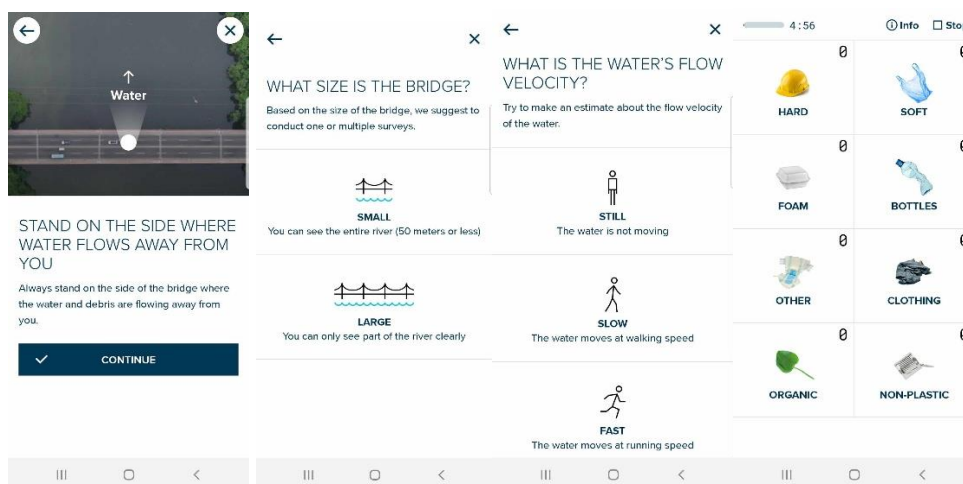 Water
STAND ON THE SIDE WHERE
WATER FLOWS AWAY FROM
YOU
Always stand on the side of the bridge where
the water and debris are flowing away from
you.
CONTINUE
WHAT SIZE IS THE BRIDGE?
Based on the size of the bridge, we suggest to
conduct one or multiple surveys.
SMALL
You can see the entire river (50 meters or less)
LARGE
You can only see part of the river clearly
WHAT IS THE WATER'S FLOW
VELOCITY?
Try to make an estimate about the flow velocity
of the water.
STILL
The water is not moving
SLOW
The water moves at walking speed
FAST
The water moves at running speed
4:56
Info
Stop
0
HARD
SOFT
0
FOAM
BOTTLES
0
OTHER
CLOTHING
0
ORGANIC
NON-PLASTIC